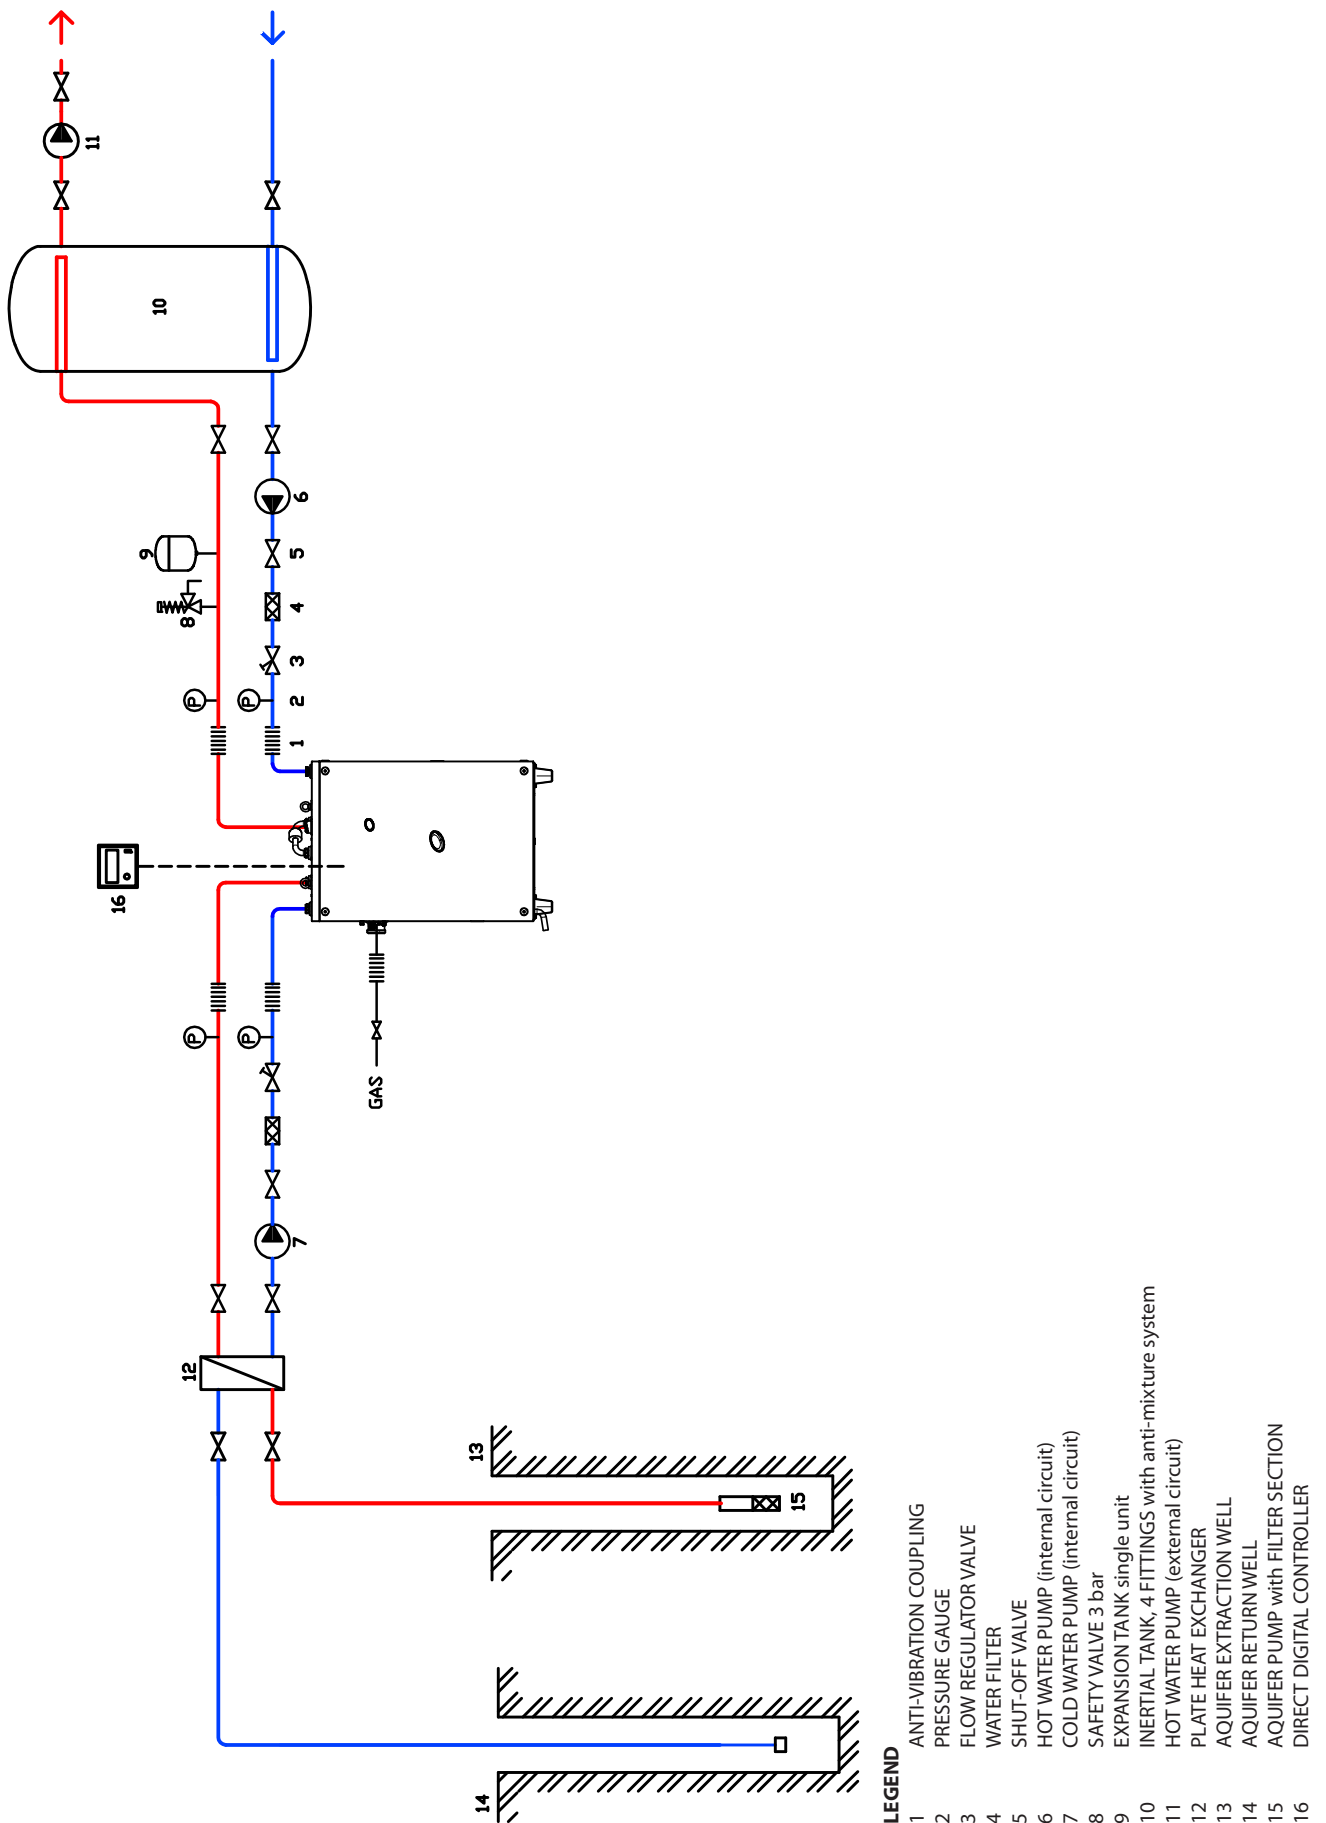 14
13
15
12
7
GAS
16
P
P
P
P
1
2
3
4
5
6
8
9
10
11
LEGEND
1 ANTI-VIBRATION COUPLING
2 PRESSURE GAUGE
3 FLOW REGULATOR VALVE
4 WATER FILTER
5 SHUT-OFF VALVE
6 HOT WATER PUMP (internal circuit)
7 COLD WATER PUMP (internal circuit)
8 SAFETY VALVE 3 bar
9 EXPANSION TANK single unit
10 INERTIAL TANK, 4 FITTINGS with anti-mixture system
11 HOT WATER PUMP (external circuit)
12 PLATE HEAT EXCHANGER
13 AQUIFER EXTRACTION WELL
14 AQUIFER RETURN WELL
15 AQUIFER PUMP with FILTER SECTION
16 DIRECT DIGITAL CONTROLLER